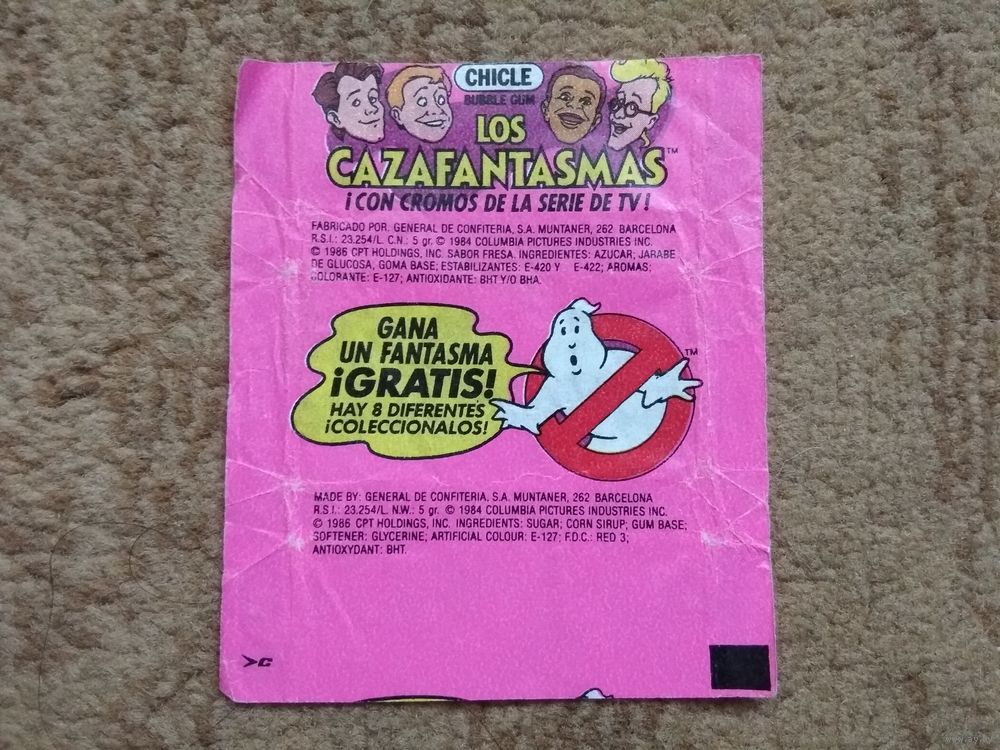 CHICLE
BUBBLE GUM
LOS
CAZAFANTASMAS™
¡CON CROMOS DE LA SERIE DE TV!
FABRICADO POR: GENERAL DE CONFITERIA, S.A. MUNTANER, 262 BARCELONA
R.S.I.: 23.254/L. C.N.: 5 gr. © 1984 COLUMBIA PICTURES INDUSTRIES INC.
© 1986 CPT HOLDINGS, INC. SABOR FRESA. INGREDIENTES: AZUCAR; JARABE
DE GLUCOSA; GOMA BASE; ESTABILIZANTES: E-420 Y E-422; AROMAS;
COLORANTE: E-127; ANTIOXIDANTE: BHT Y/O BHA.
GANA
UN FANTASMA
¡GRATIS!
HAY 8 DIFERENTES
¡COLECCIONALOS!
TM
MADE BY: GENERAL DE CONFITERIA, S.A. MUNTANER, 262 BARCELONA
R.S.I.: 23.254/L. N.W.: 5 gr. © 1984 COLUMBIA PICTURES INDUSTRIES INC.
© 1986 CPT HOLDINGS, INC. INGREDIENTS: SUGAR; CORN SIRUP; GUM BASE;
SOFTENER: GLYCERINE; ARTIFICIAL COLOUR: E-127; F.D.C.: RED 3;
ANTIOXYDANT: BHT.